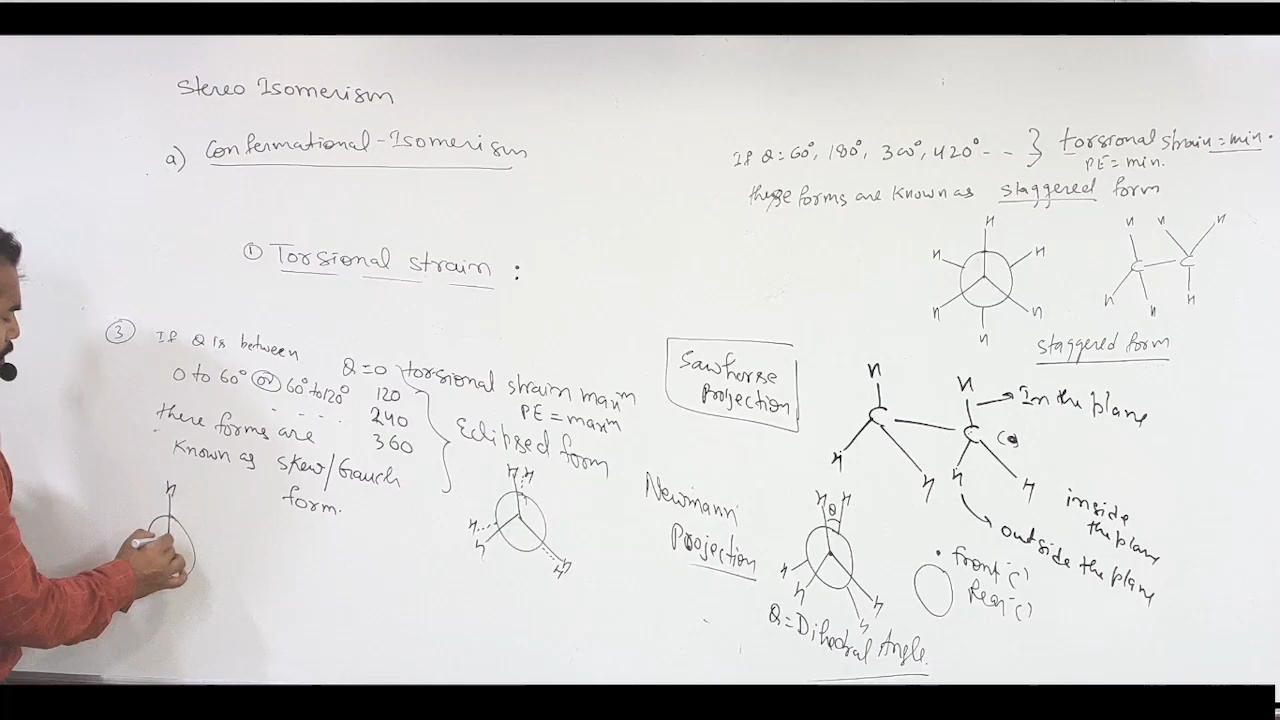 Stereo Isomerism
a) Conformational-Isomerism
① Torsional strain :
If Q=60°, 180°, 300°, 420° - - } torsional strain = min.
PE = min.
these forms are known as staggered form
H
H H
H H
H
H H H
C C
H H H
staggered form
③ If Q is between
0 to 60° or 60° to 120°
- - - .
these forms are
known as skew/Gauch
form.
H
Q=0 torsional strain maxm
120 PE = maxm
240
360
Eclipsed form
H H
H
H
H
H
Sawhorse
Projection
H H → In the plane
C C
H H H H
inside
the plane
outside the plane
Newmann
Projection
H H
θ
H
H H
H
Q = Dihedral Angle
• front 'C'
Rear 'C'